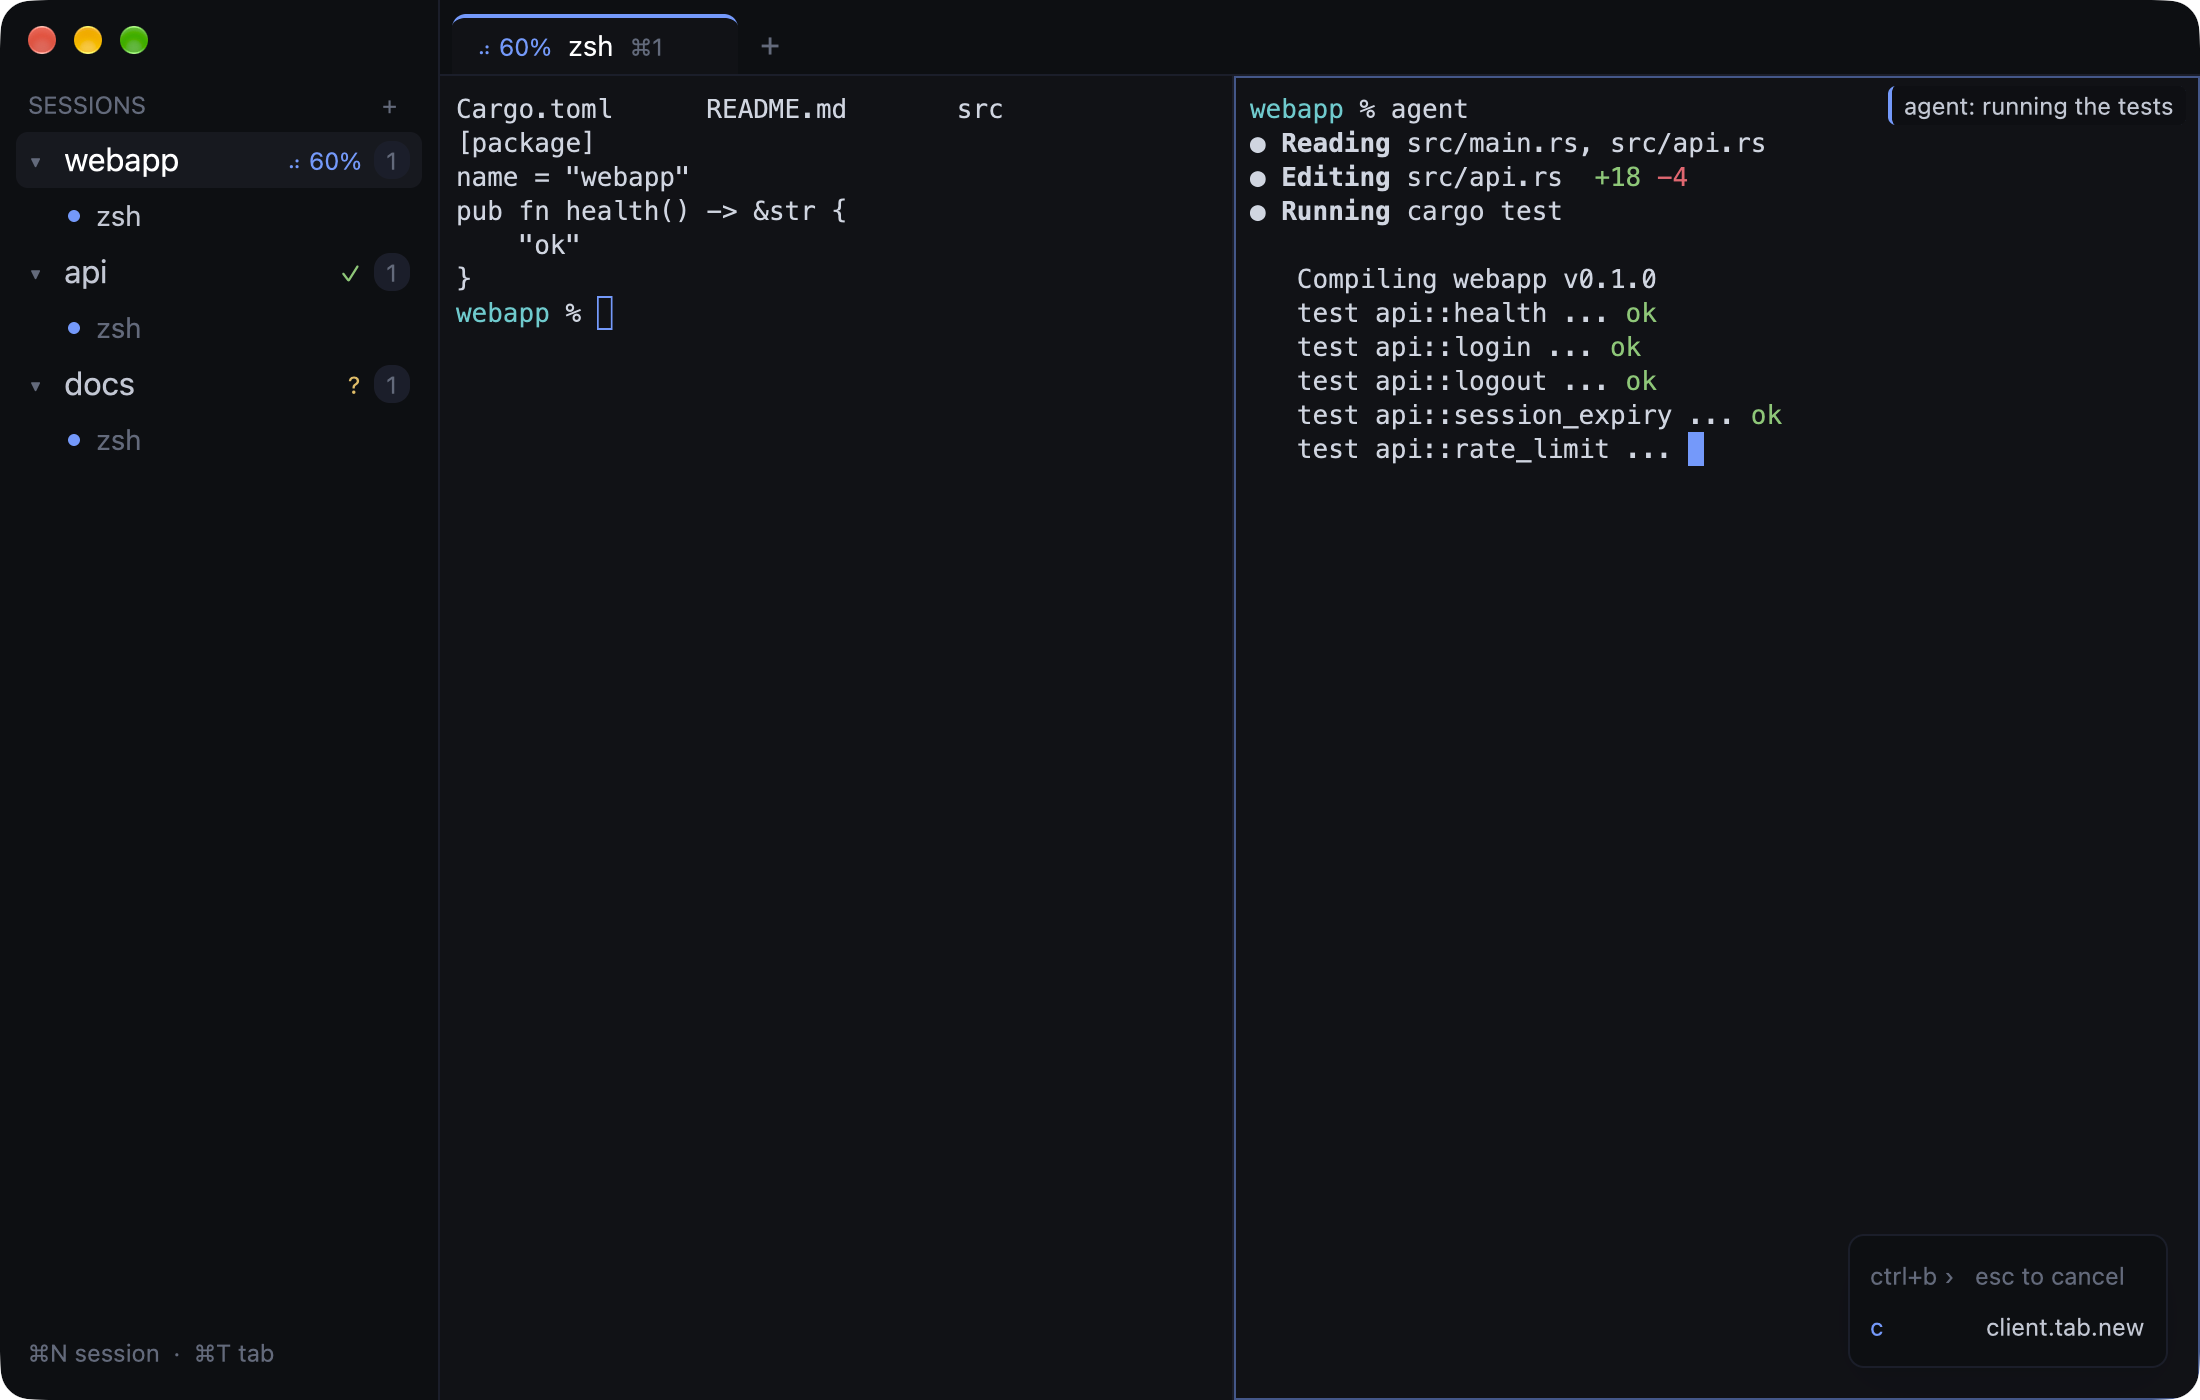 SESSIONS +
webapp .: 60% 1
zsh
api ✓ 1
zsh
docs ? 1
zsh
⌘N session · ⌘T tab
.: 60% zsh ⌘1 +
Cargo.toml README.md src
[package]
name = "webapp"
pub fn health() -> &str {
"ok"
}
webapp %
webapp % agent
agent: running the tests
● Reading src/main.rs, src/api.rs
● Editing src/api.rs +18 −4
● Running cargo test
Compiling webapp v0.1.0
test api::health ... ok
test api::login ... ok
test api::logout ... ok
test api::session_expiry ... ok
test api::rate_limit ...
ctrl+b › esc to cancel
c client.tab.new